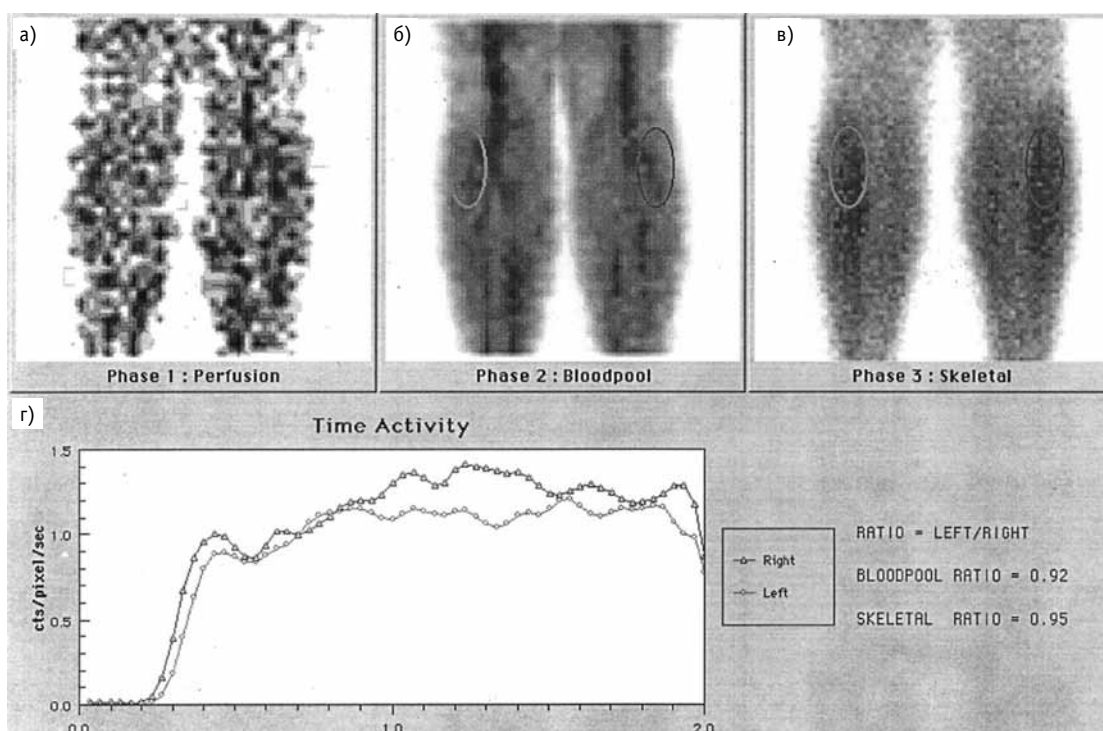 а)
б)
в)
Phase 1 : Perfusion
Phase 2 : Bloodpool
Phase 3 : Skeletal
г)
Time Activity
cts/pixel/sec
1.5
1.0
0.5
0.0
0.0
1.0
2.0
Right
Left
RATIO = LEFT/RIGHT
BLOODPOOL RATIO = 0.92
SKELETAL RATIO = 0.95